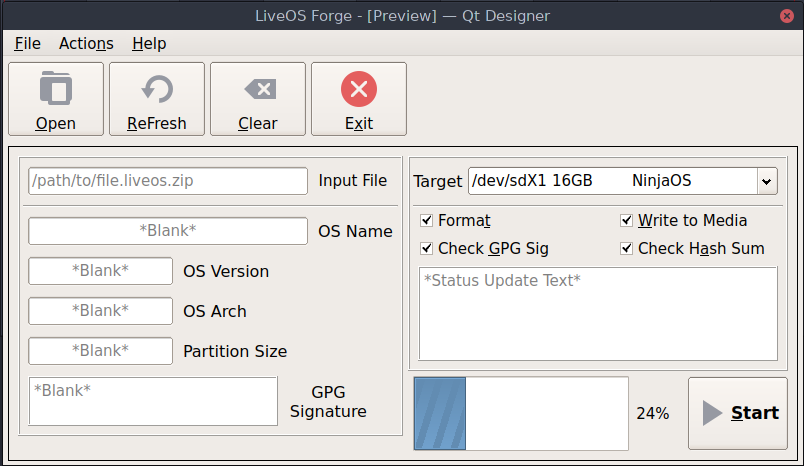 LiveOS Forge - [Preview] — Qt Designer
File Actions Help
Open ReFresh Clear Exit
/path/to/file.liveos.zip Input File
*Blank* OS Name
*Blank* OS Version
*Blank* OS Arch
*Blank* Partition Size
*Blank* GPG
Signature
Target /dev/sdX1 16GB NinjaOS
Format Write to Media
Check GPG Sig Check Hash Sum
*Status Update Text*
24% Start